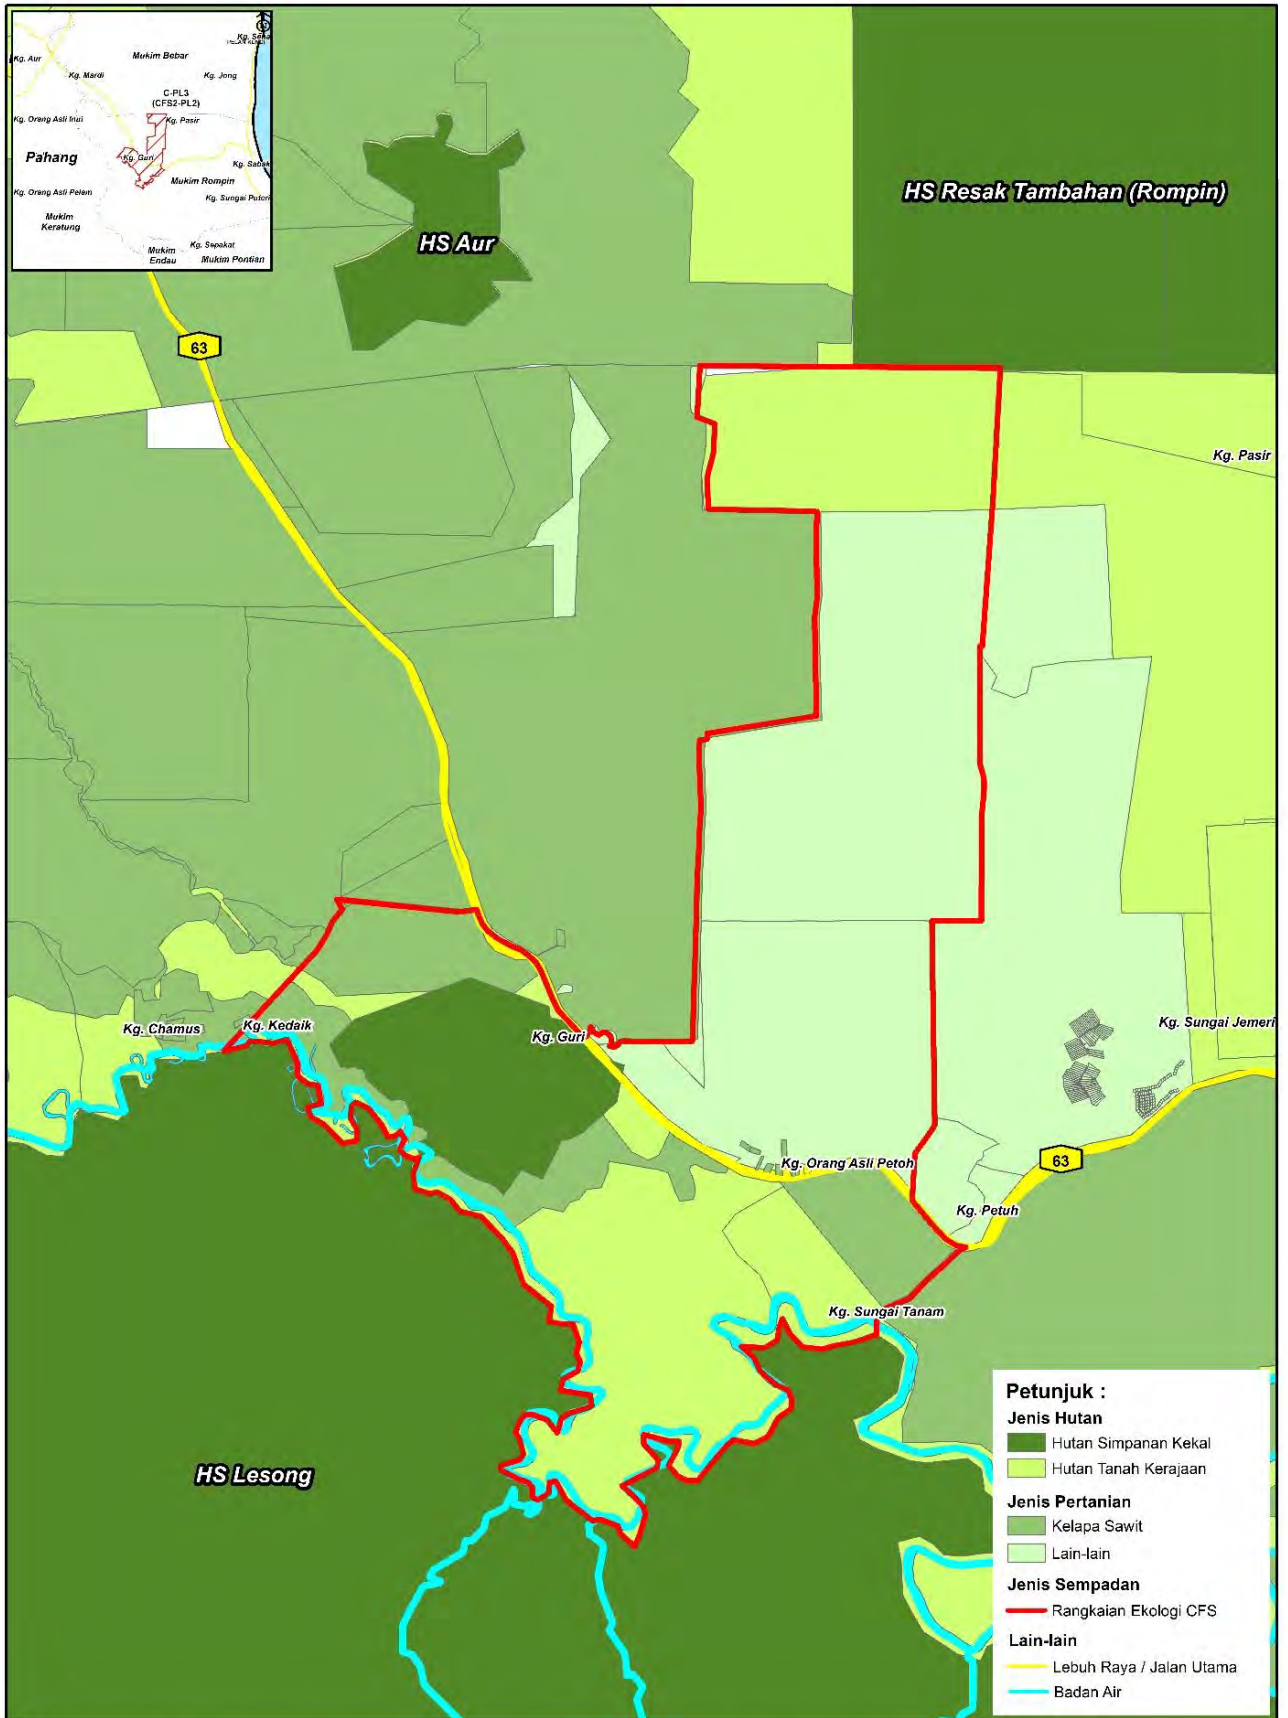 Kg. Aur
Mukim Bebar
Kg. Mardi
Kg. Jong
C-PL3
(CFS2-PL2)
Kg. Pasir
Pahang
Kg. Guri
Kg. Sabak
Mukim Rompin
Kg. Orang Asli Pelam
Kg. Sungai Puteri
Mukim
Keratung
Kg. Sepakat
Mukim
Endau
Mukim Pontian
HS Resak Tambahan (Rompin)
HS Aur
63
Kg. Pasir
Kg. Chamus
Kg. Kedaik
Kg. Guri
Kg. Sungai Jemeri
Kg. Orang Asli Petoh
63
Kg. Petuh
Kg. Sungai Tanam
HS Lesong
Petunjuk :
Jenis Hutan
Hutan Simpanan Kekal
Hutan Tanah Kerajaan
Jenis Pertanian
Kelapa Sawit
Lain-lain
Jenis Sempadan
Rangkaian Ekologi CFS
Lain-lain
Lebuh Raya / Jalan Utama
Badan Air